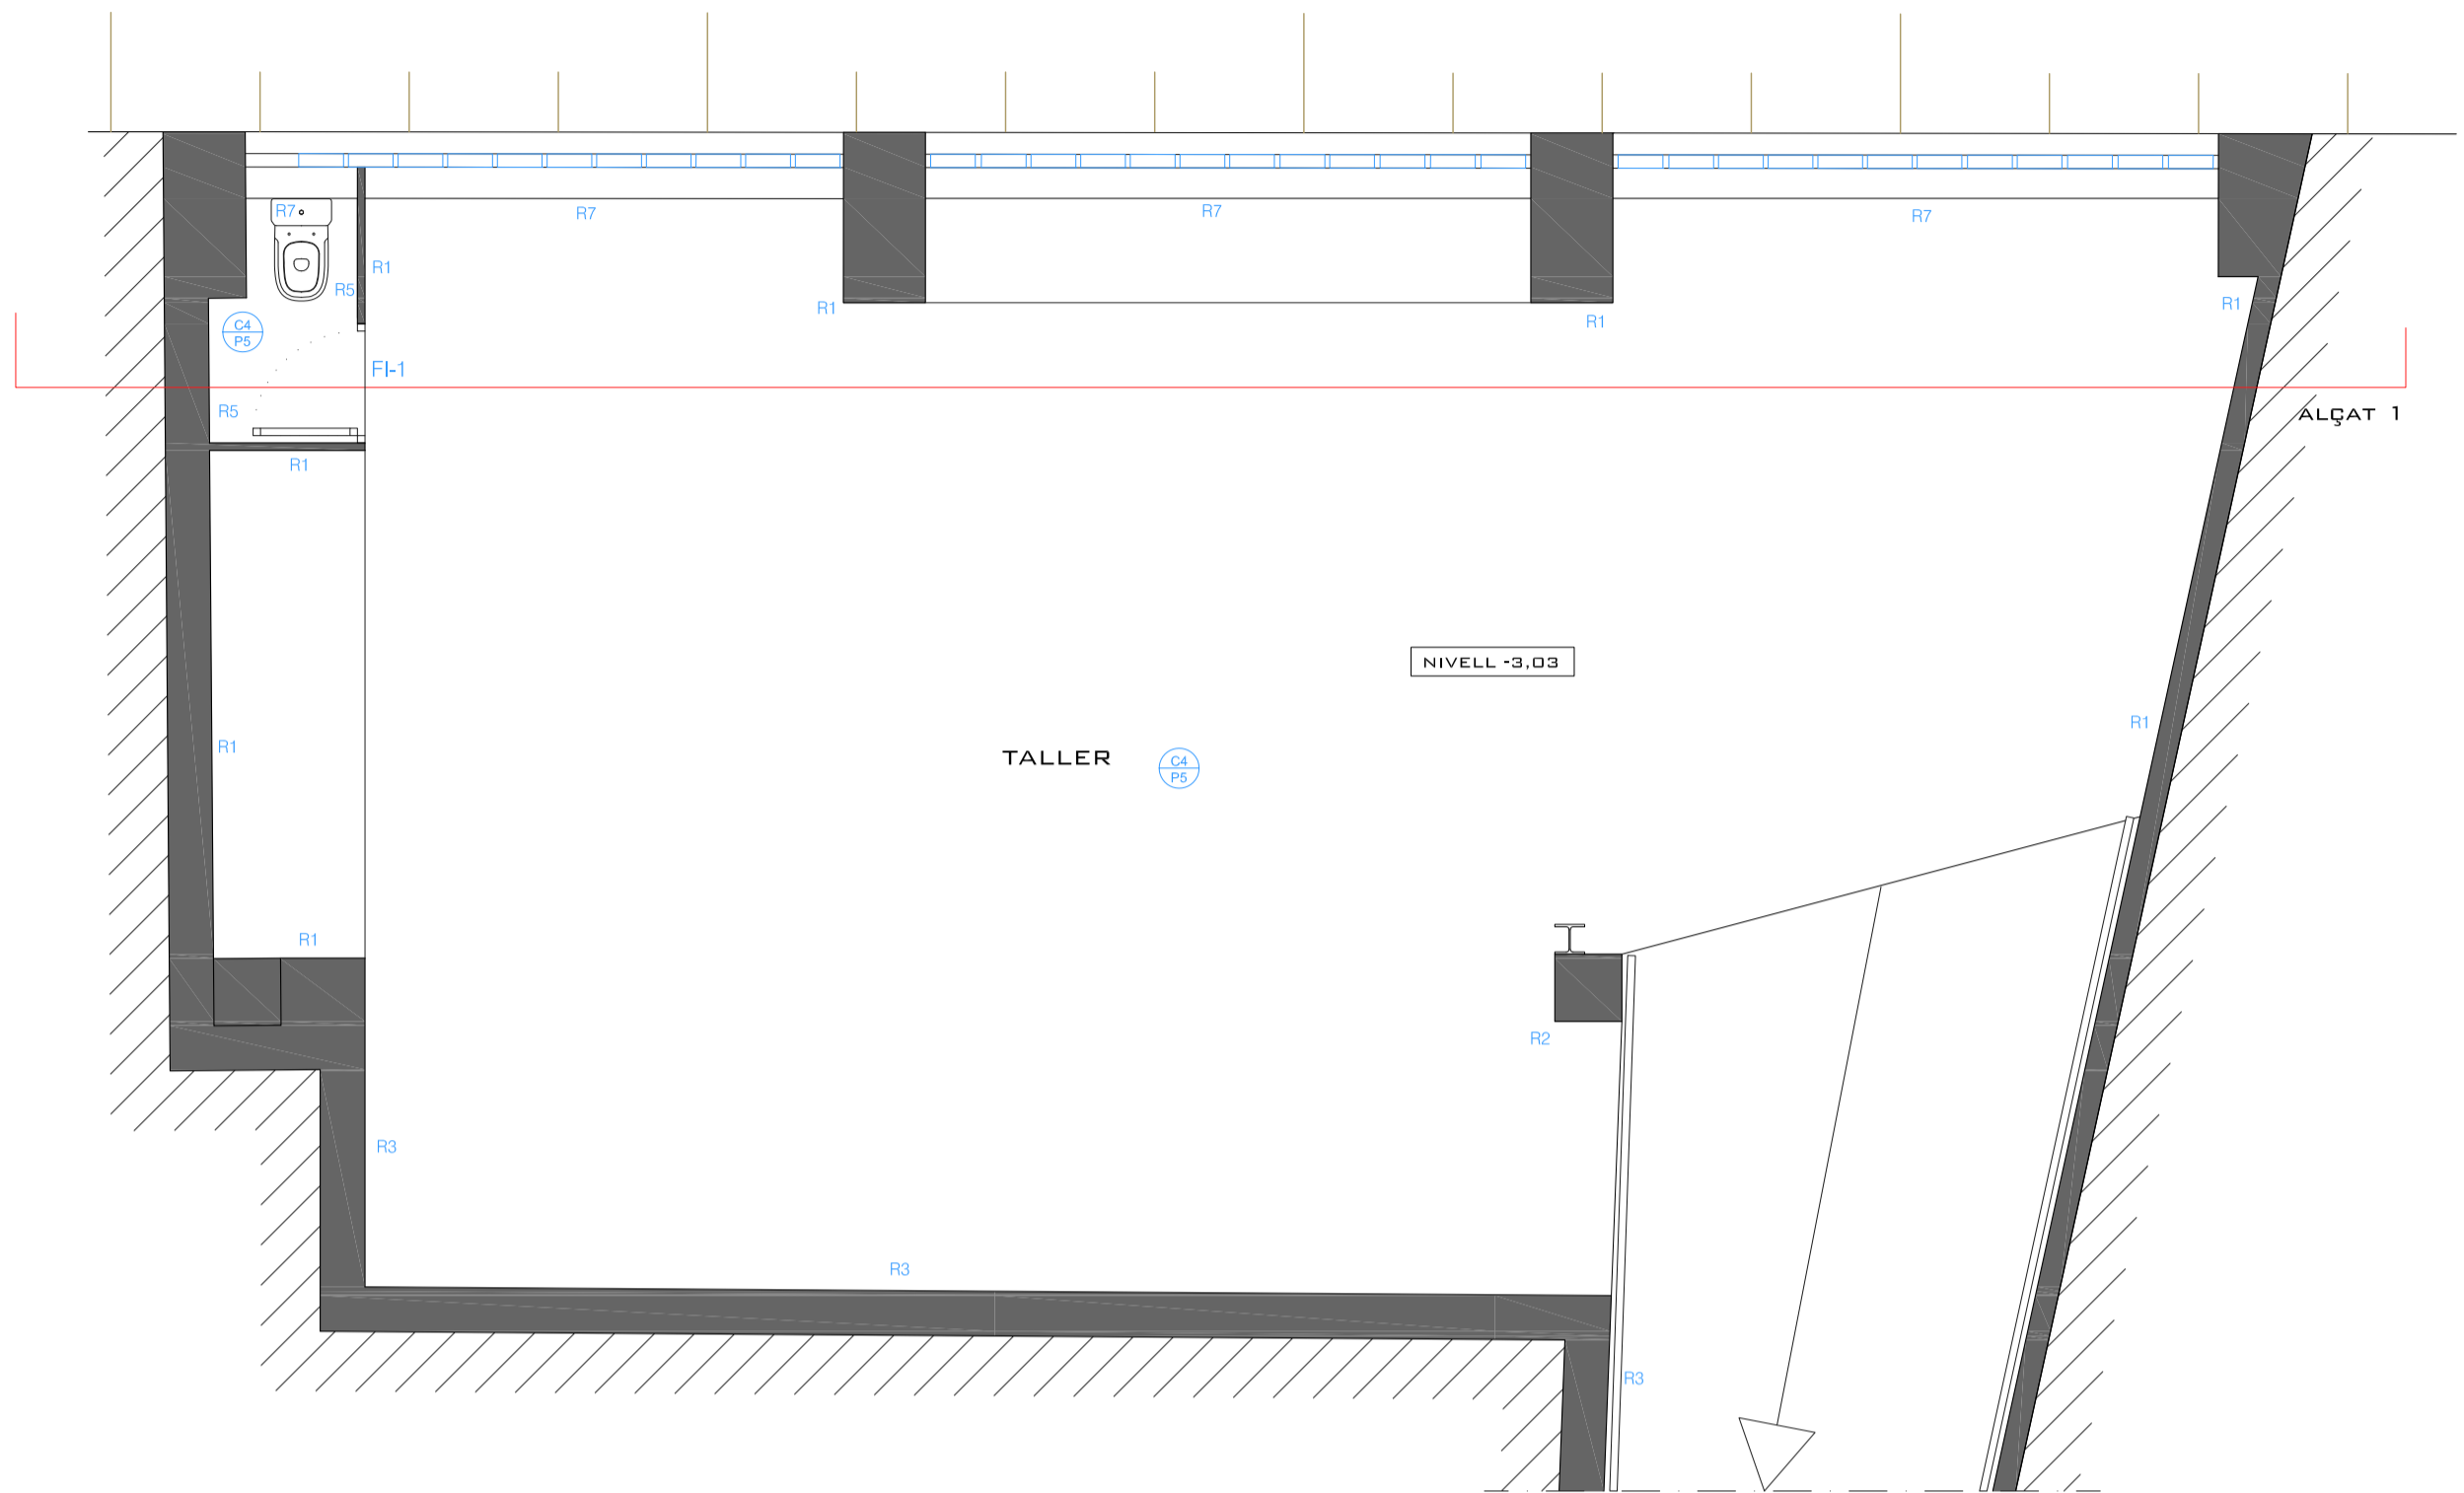 R7
R7
R7
R7
R1
R5
R1
R1
R1
C4
P5
FI-1
R5
ALÇAT 1
R1
NIVELL -3,03
R1
R1
TALLER
C4
P5
R1
R2
R3
R3
R3